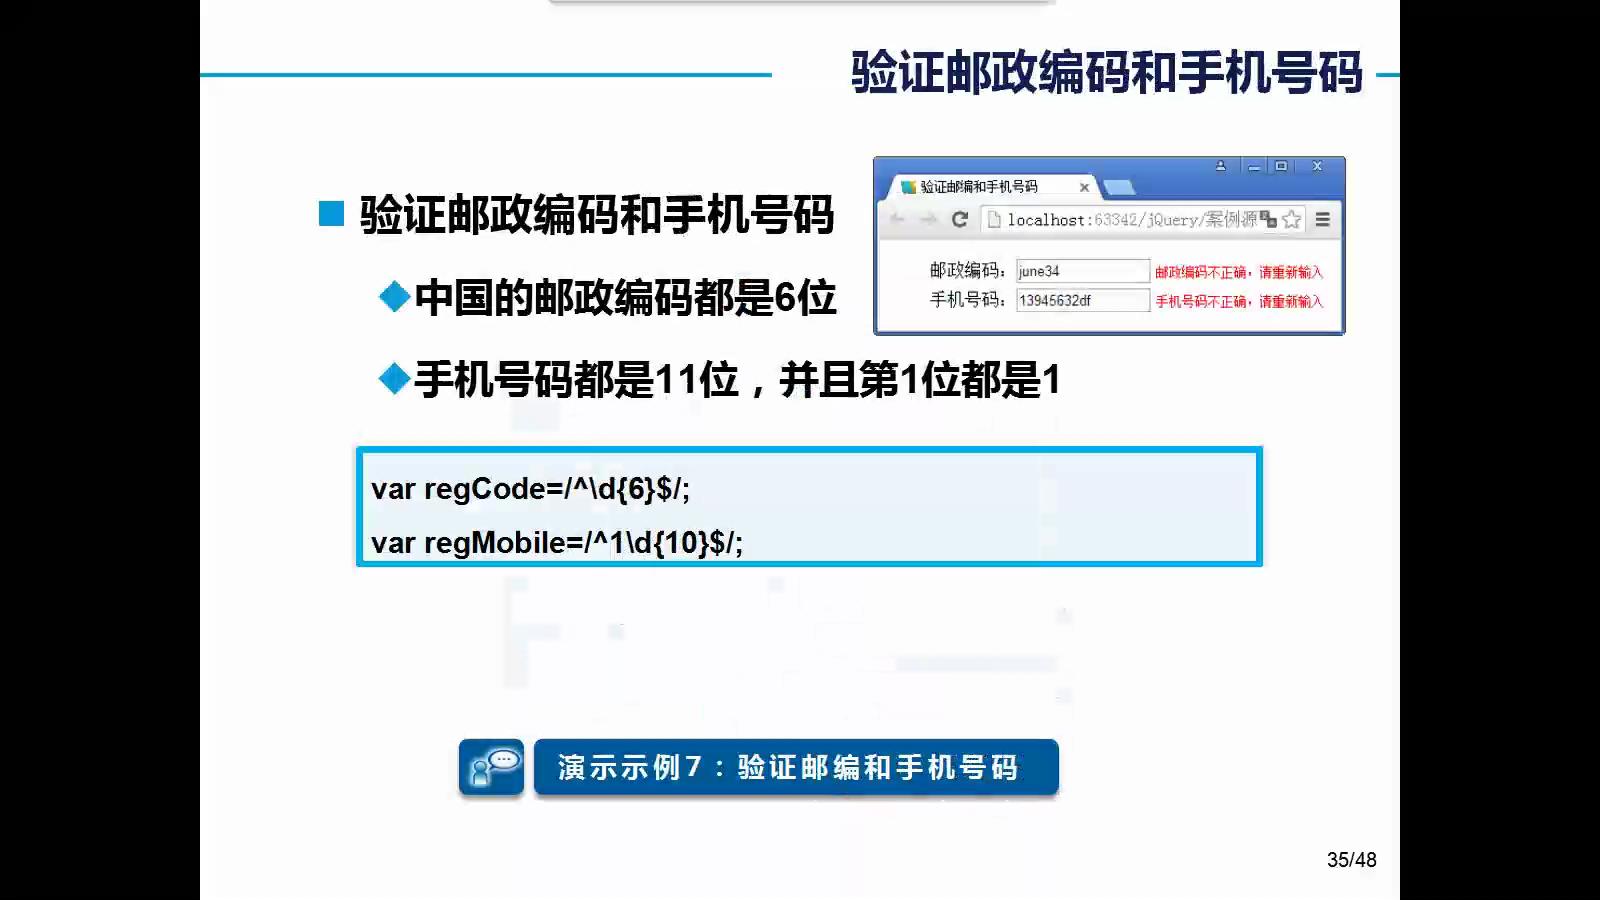 验证邮政编码和手机号码
验证邮政编码和手机号码
中国的邮政编码都是6位
手机号码都是11位，并且第1位都是1
验证邮编和手机号码
localhost:63342/jQuery/案例源
邮政编码： june34 邮政编码不正确，请重新输入
手机号码： 13945632df 手机号码不正确，请重新输入
var regCode=/^\d{6}$/;
var regMobile=/^1\d{10}$/;
演示示例7：验证邮编和手机号码
35/48